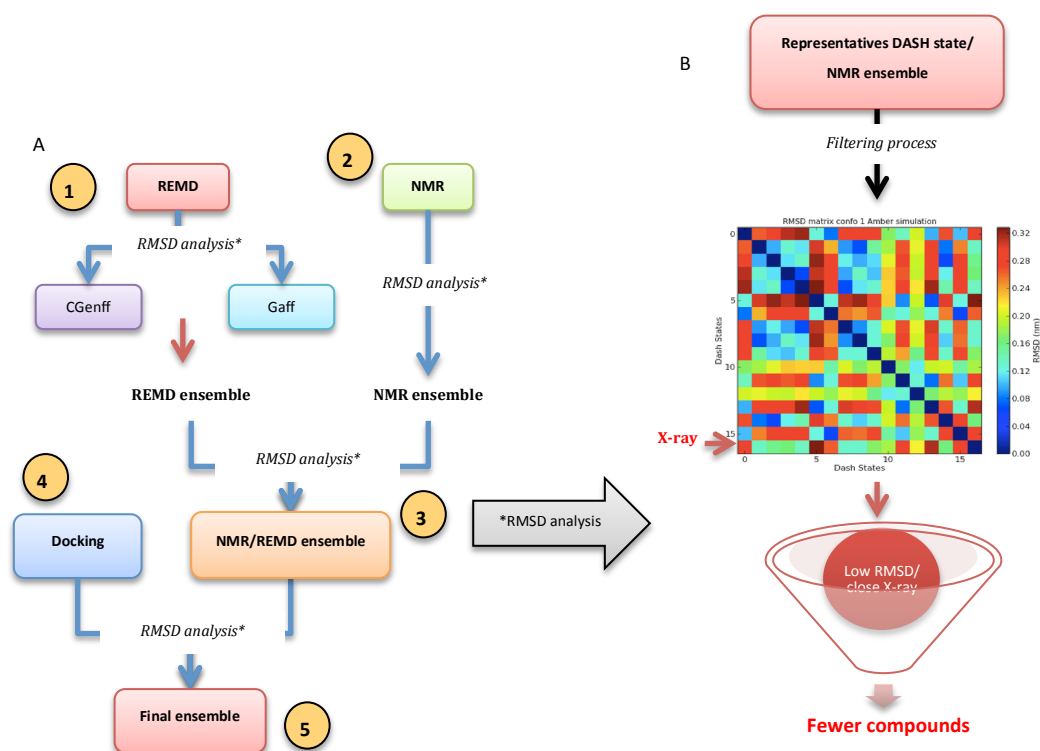 A
1
REMD
2
NMR
RMSD analysis*
CGenff
Gaff
RMSD analysis*
REMD ensemble
NMR ensemble
RMSD analysis*
4
Docking
NMR/REMD ensemble
3
RMSD analysis*
Final ensemble
5
*RMSD analysis
B
Representatives DASH state/
NMR ensemble
Filtering process
RMSD matrix confo 1 Amber simulation
Dash States
0
5
10
15
0
5
10
15
Dash States
0.32
0.28
0.24
0.20
0.16
0.12
0.08
0.04
0.00
RMSD (nm)
X-ray
Low RMSD/
close X-ray
Fewer compounds